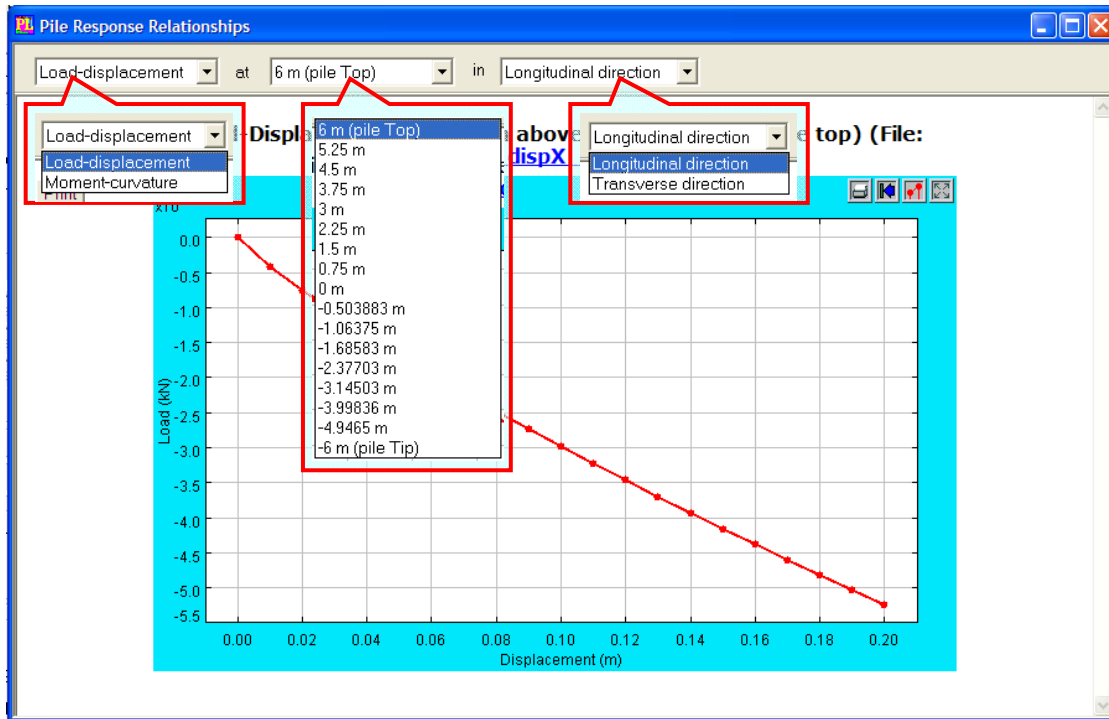 Pile Response Relationships
Load-displacement at 6 m (pile Top) in Longitudinal direction
Load-displacement
Load-displacement
Moment-curvature
6 m (pile Top)
5.25 m
4.5 m
3.75 m
3 m
2.25 m
1.5 m
0.75 m
0 m
-0.503883 m
-1.06375 m
-1.68583 m
-2.37703 m
-3.14503 m
-3.99836 m
-4.9465 m
-6 m (pile Tip)
Longitudinal direction
Longitudinal direction
Transverse direction
-Displ above top) (File:
dispX
Print
x10
0.0
-0.5
-1.0
-1.5
-2.0
-2.5
-3.0
-3.5
-4.0
-4.5
-5.0
-5.5
Load (kN)
0.00 0.02 0.04 0.06 0.08 0.10 0.12 0.14 0.16 0.18 0.20
Displacement (m)